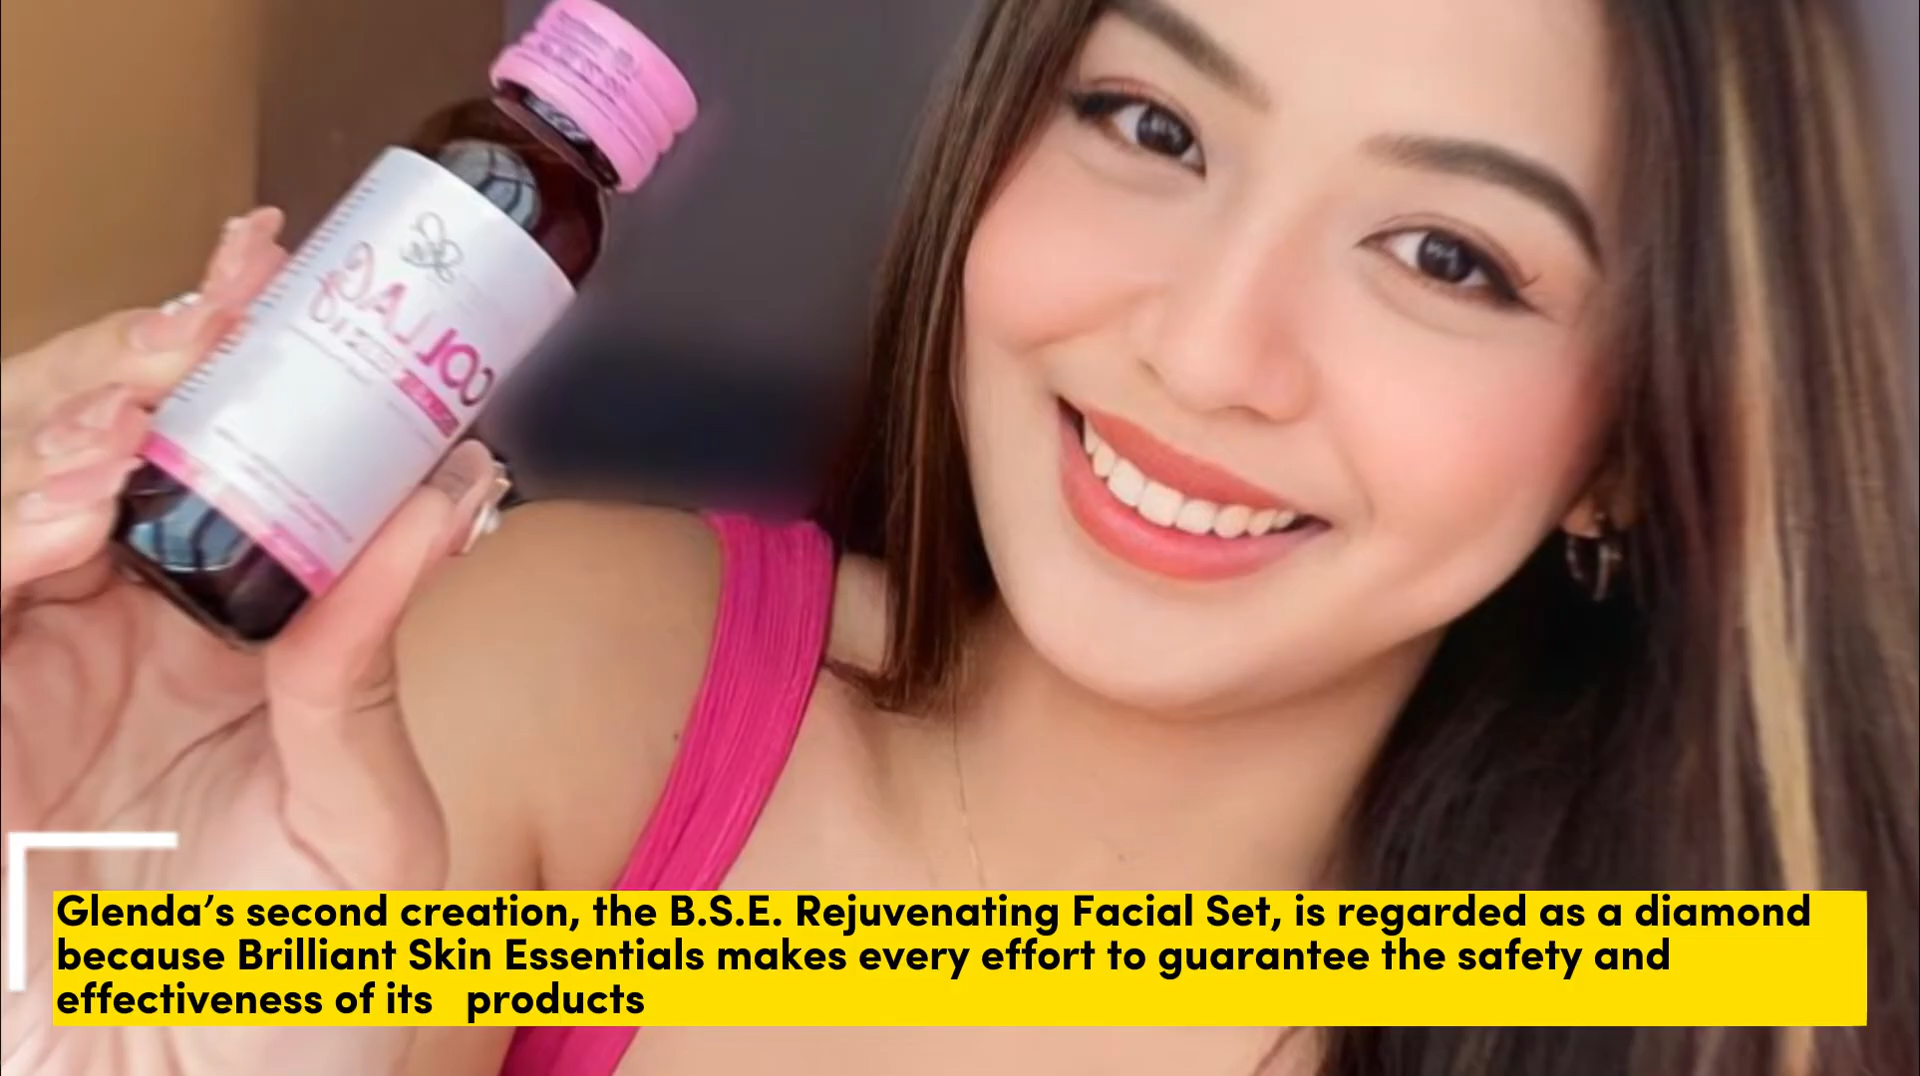 COLLAG
Glenda’s second creation, the B.S.E. Rejuvenating Facial Set, is regarded as a diamond
because Brilliant Skin Essentials makes every effort to guarantee the safety and
effectiveness of its products